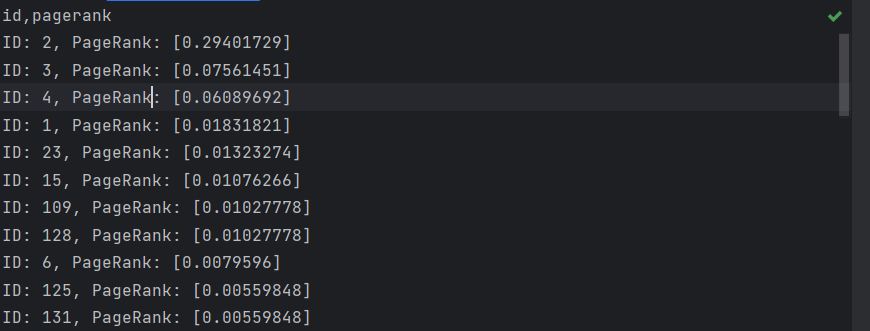 id,pagerank
ID: 2, PageRank: [0.29401729]
ID: 3, PageRank: [0.07561451]
ID: 4, PageRank: [0.06089692]
ID: 1, PageRank: [0.01831821]
ID: 23, PageRank: [0.01323274]
ID: 15, PageRank: [0.01076266]
ID: 109, PageRank: [0.01027778]
ID: 128, PageRank: [0.01027778]
ID: 6, PageRank: [0.0079596]
ID: 125, PageRank: [0.00559848]
ID: 131, PageRank: [0.00559848]